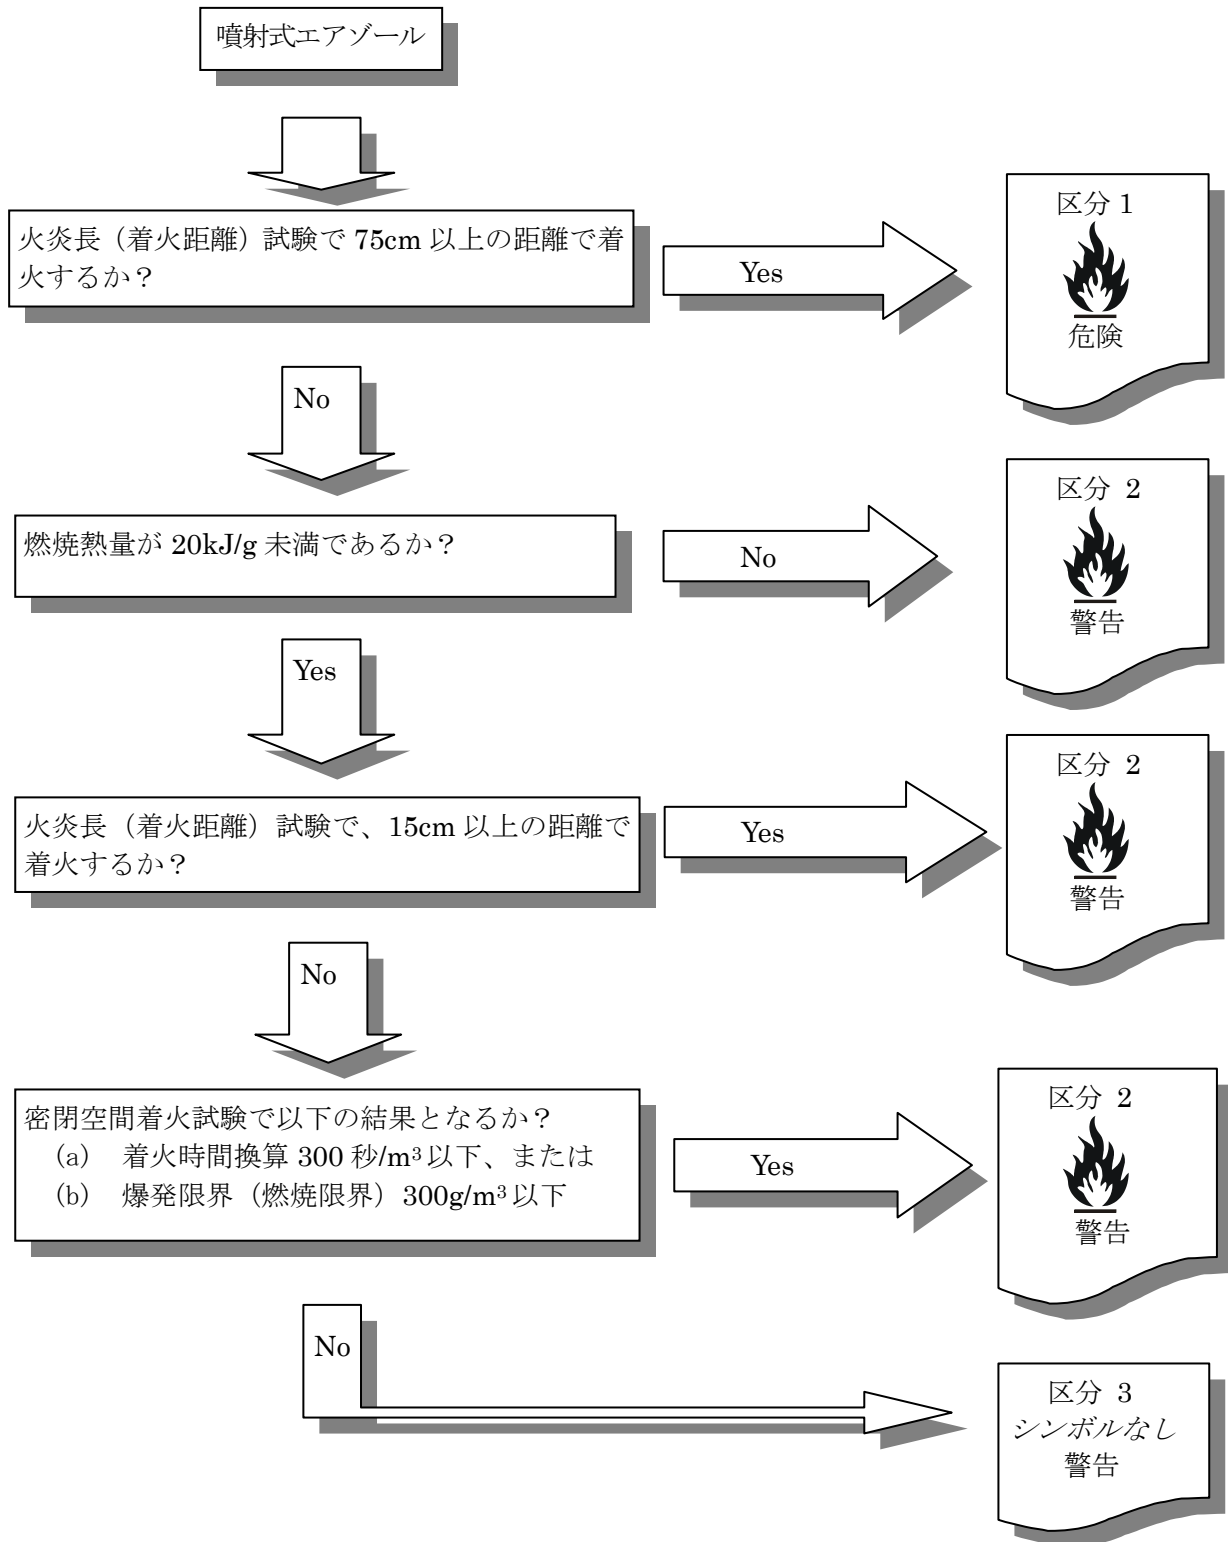 噴射式エアゾール
火炎長（着火距離）試験で 75cm 以上の距離で着
火するか？
Yes
区分 1
危険
No
燃焼熱量が 20kJ/g 未満であるか？
No
区分 2
警告
Yes
火炎長（着火距離）試験で、15cm 以上の距離で
着火するか？
Yes
区分 2
警告
No
密閉空間着火試験で以下の結果となるか？
(a) 着火時間換算 300 秒/m³以下、または
(b) 爆発限界（燃焼限界）300g/m³以下
Yes
区分 2
警告
No
区分 3
シンボルなし
警告